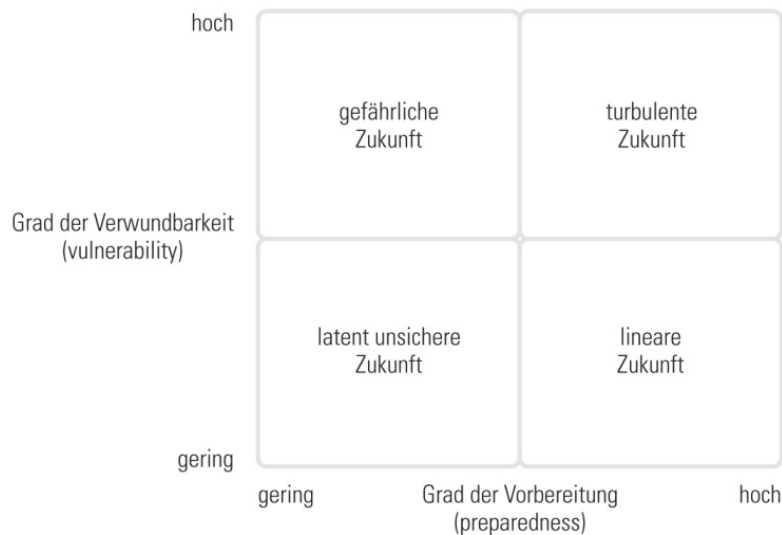 hoch
gefährliche
Zukunft
turbulente
Zukunft
Grad der Verwundbarkeit
(vulnerability)
latent unsichere
Zukunft
lineare
Zukunft
gering
gering
Grad der Vorbereitung
(preparedness)
hoch